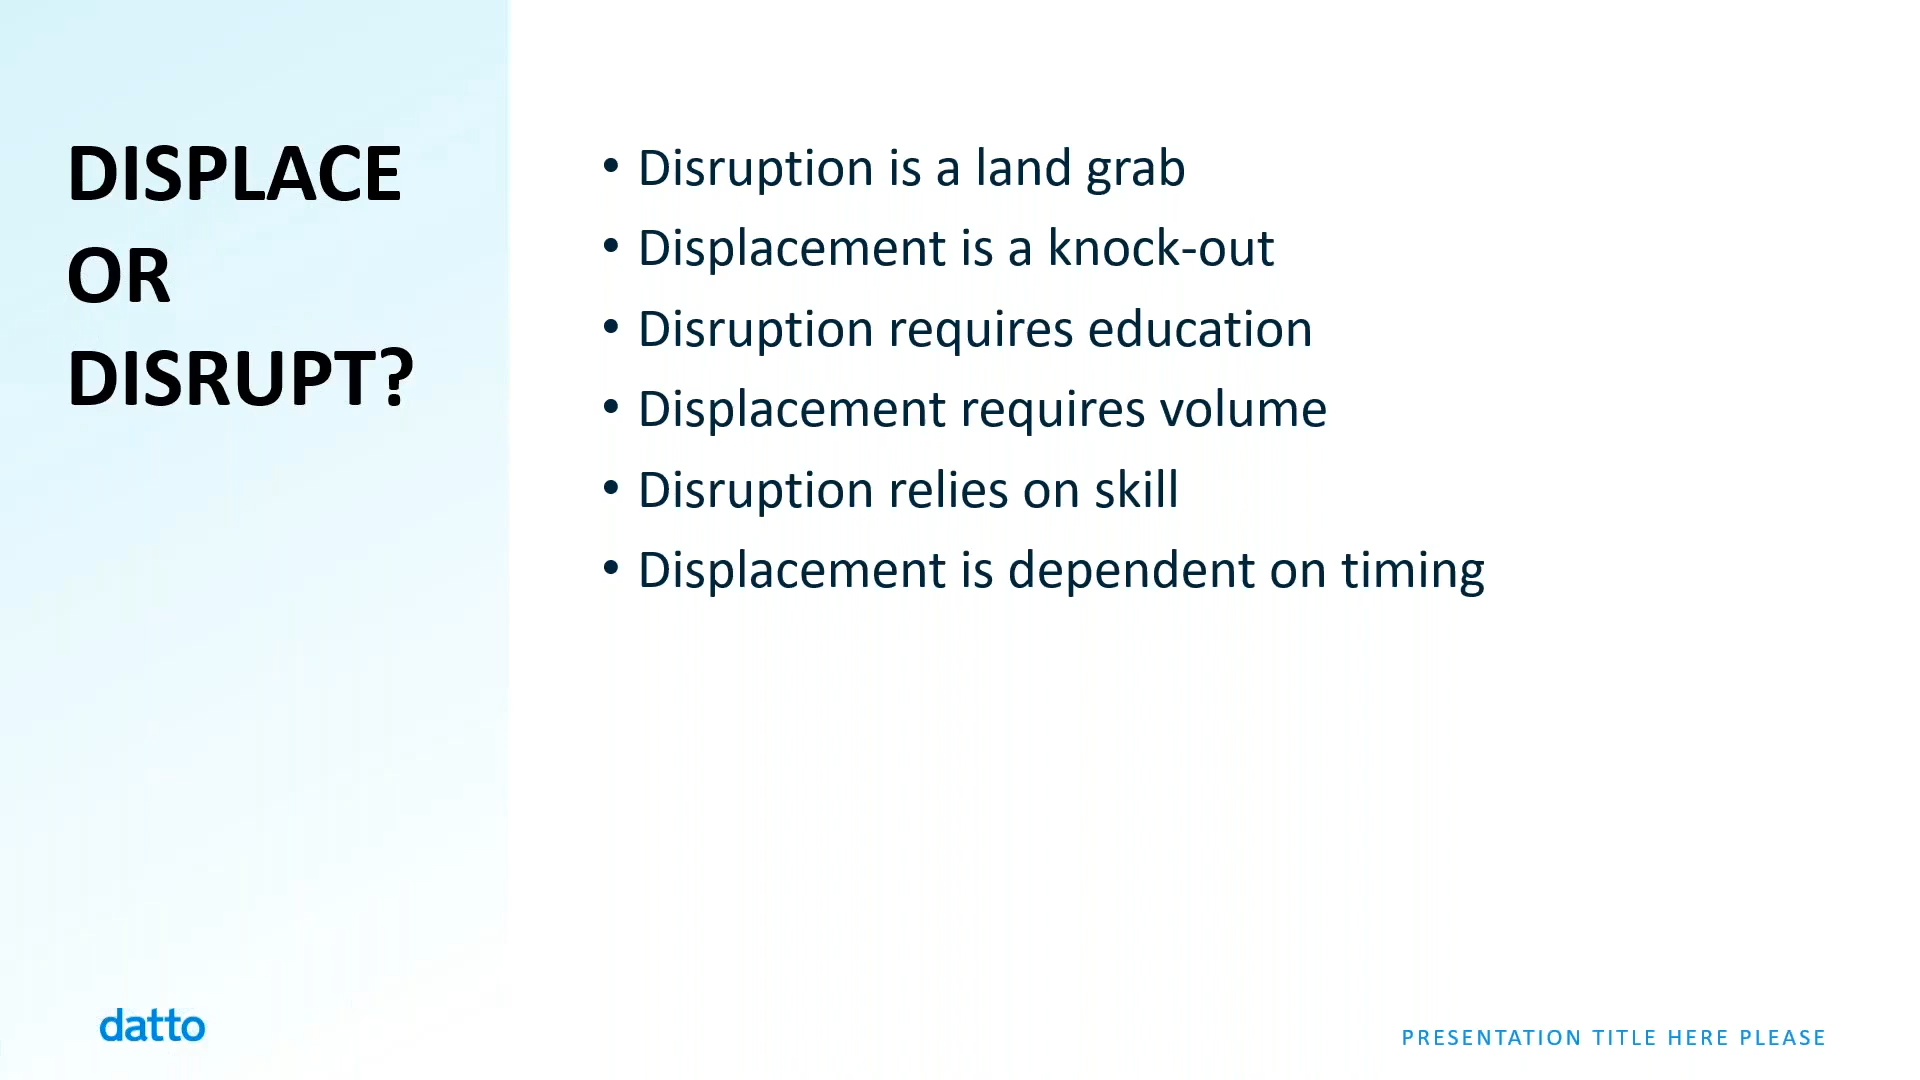 DISPLACE
OR
DISRUPT?
• Disruption is a land grab
• Displacement is a knock-out
• Disruption requires education
• Displacement requires volume
• Disruption relies on skill
• Displacement is dependent on timing
datto
PRESENTATION TITLE HERE PLEASE